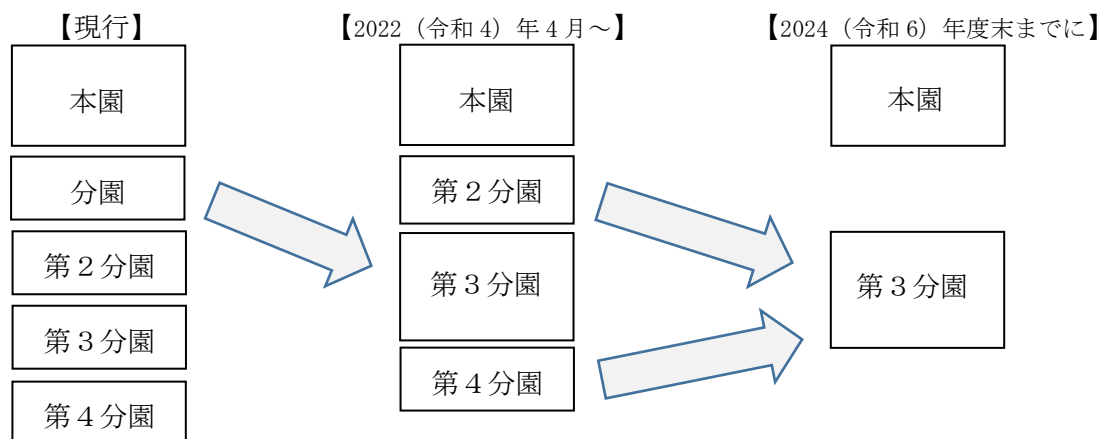 【現行】
本園
分園
第２分園
第３分園
第４分園
【2022（令和4）年4月～】
本園
第２分園
第３分園
第４分園
【2024（令和6）年度末までに】
本園
第３分園